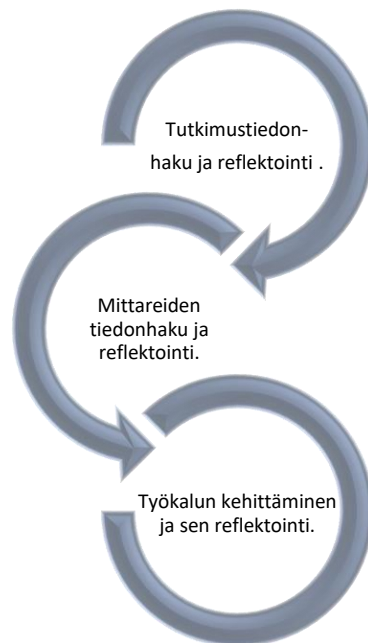 Tutkimustiedon-
haku ja reflektointi .
Mittareiden
tiedonhaku ja
reflektointi.
Työkalun kehittäminen
ja sen reflektointi.